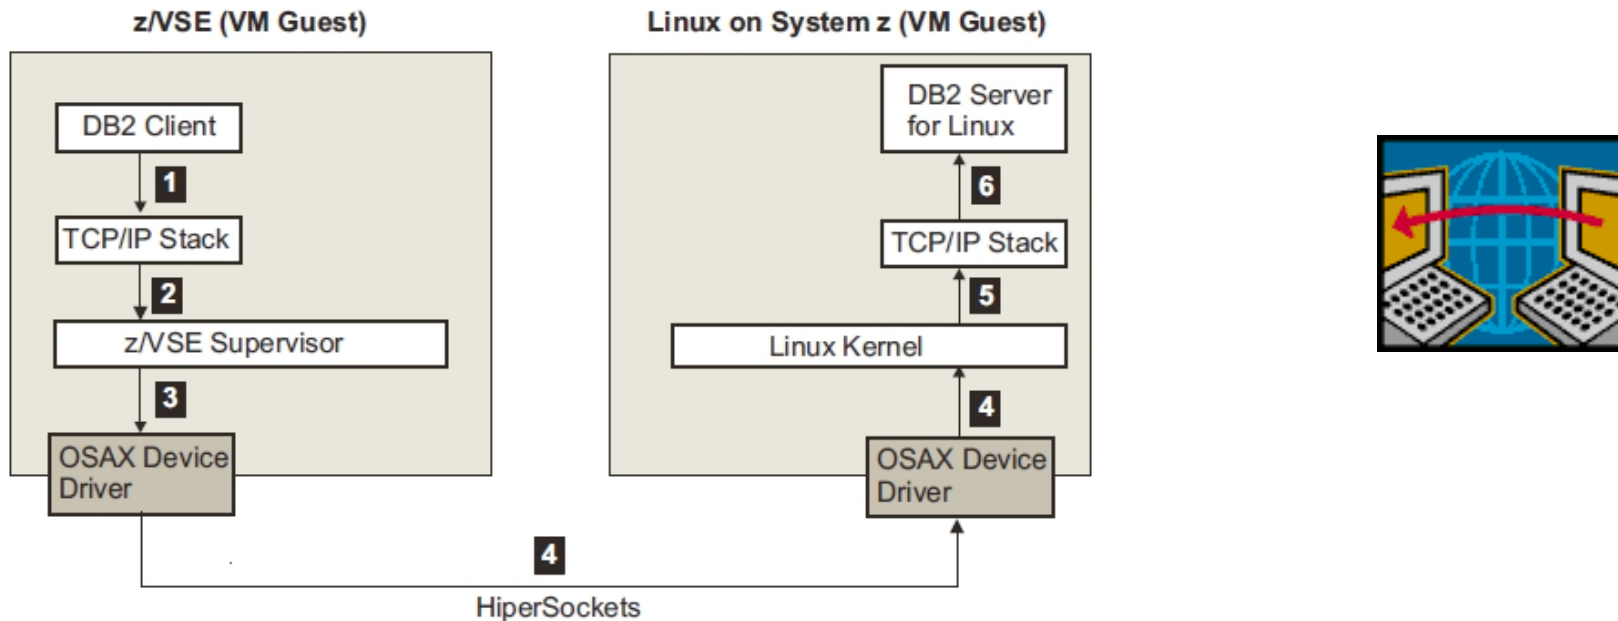 z/VSE (VM Guest)
DB2 Client
1
TCP/IP Stack
2
z/VSE Supervisor
3
OSAX Device
Driver
Linux on System z (VM Guest)
DB2 Server
for Linux
6
TCP/IP Stack
5
Linux Kernel
4
OSAX Device
Driver
4
HiperSockets